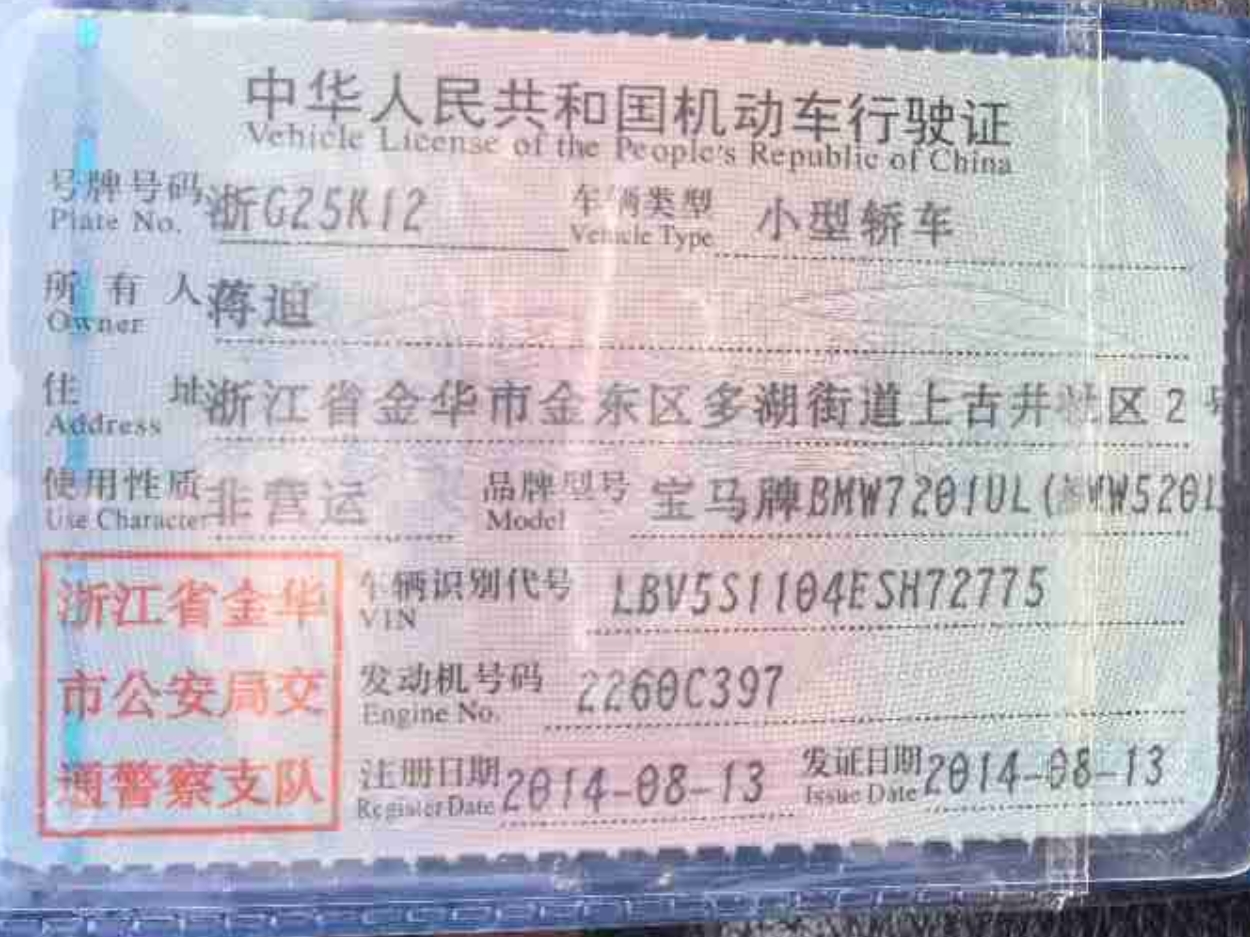 中华人民共和国机动车行驶证
Vehicle License of the People's Republic of China
号牌号码 浙G25K12 车辆类型 小型轿车
Plate No. Vehicle Type
所有人 蒋迪
Owner
住址 浙江省金华市金东区多湖街道上古井社区2号
Address
使用性质 非营运 品牌型号 宝马牌BMW7201UL(BMW520L
Use Character Model
浙江省金华
市公安局交
通警察支队
车辆识别代号 LBV5S1104ESH72775
VIN
发动机号码 2260C397
Engine No.
注册日期 2014-08-13 发证日期 2014-08-13
Register Date Issue Date